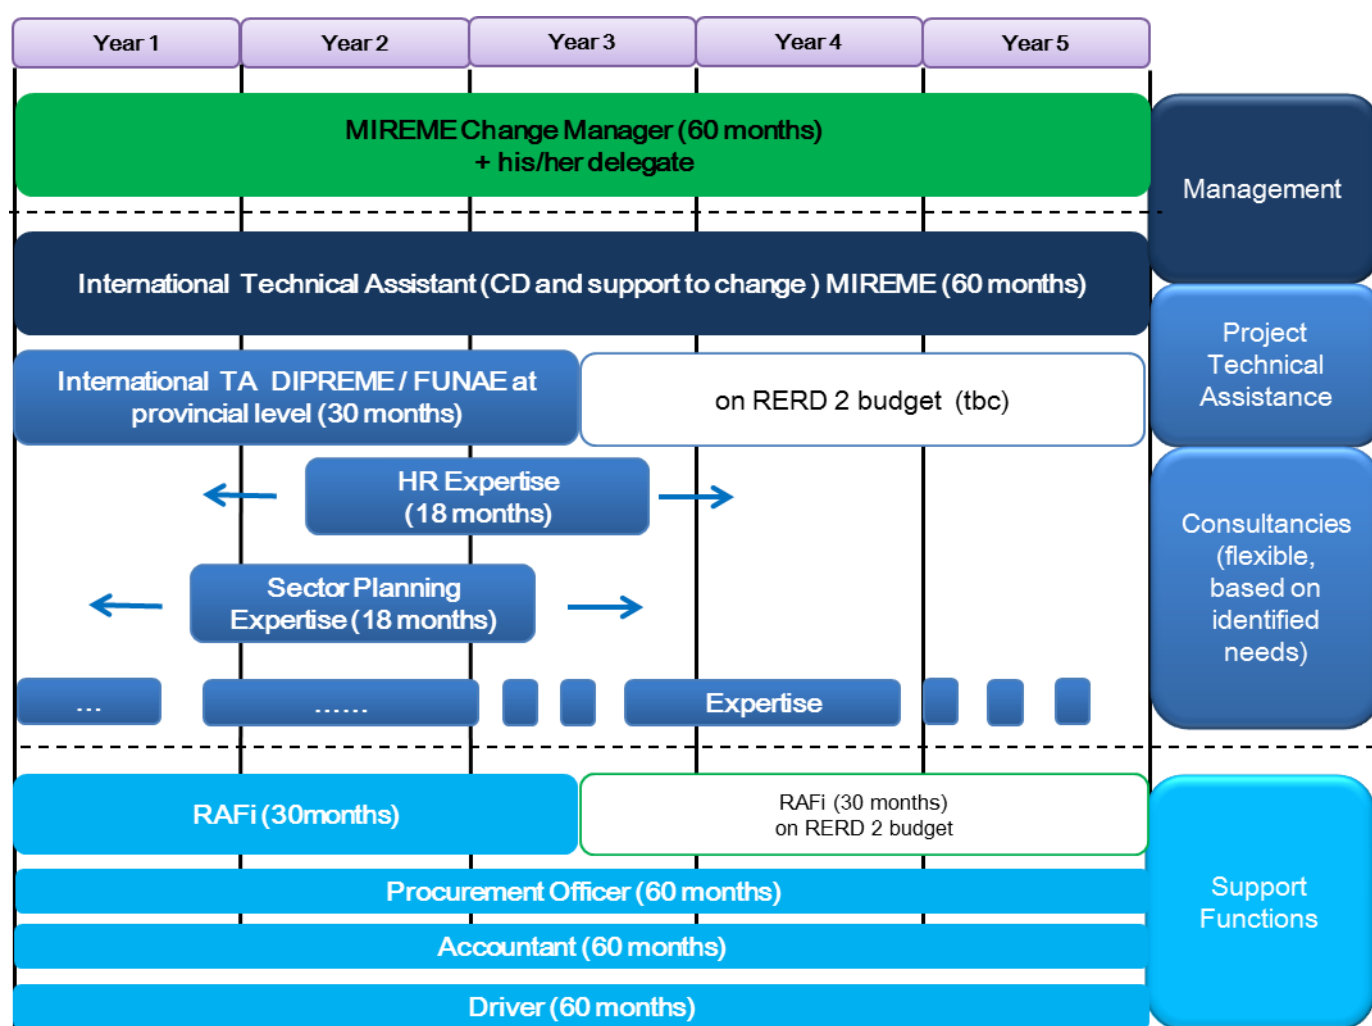 Year 1
Year 2
Year 3
Year 4
Year 5
MIREME Change Manager (60 months)
+ his/her delegate
Management
International Technical Assistant (CD and support to change ) MIREME (60 months)
Project
Technical
Assistance
International TA DIPREME / FUNAE at
provincial level (30 months)
on RERD 2 budget (tbc)
HR Expertise
(18 months)
Sector Planning
Expertise (18 months)
Consultancies
(flexible,
based on
identified
needs)
...
......
Expertise
RAFi (30months)
RAFi (30 months)
on RERD 2 budget
Procurement Officer (60 months)
Accountant (60 months)
Driver (60 months)
Support
Functions